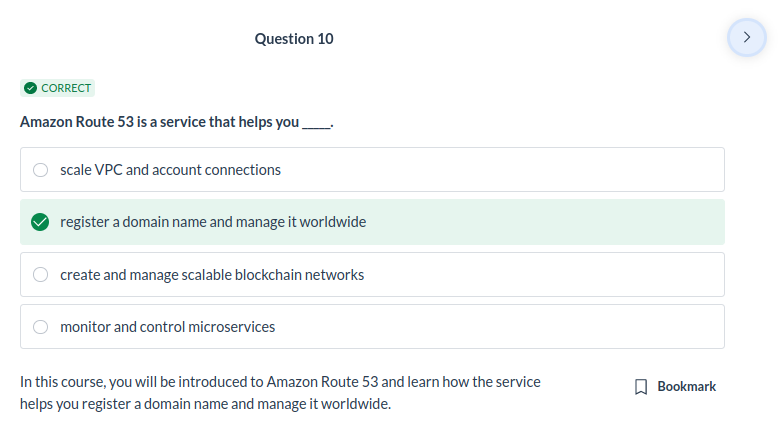 Question 10
CORRECT
Amazon Route 53 is a service that helps you _____.
scale VPC and account connections
register a domain name and manage it worldwide
create and manage scalable blockchain networks
monitor and control microservices
In this course, you will be introduced to Amazon Route 53 and learn how the service
helps you register a domain name and manage it worldwide.
Bookmark